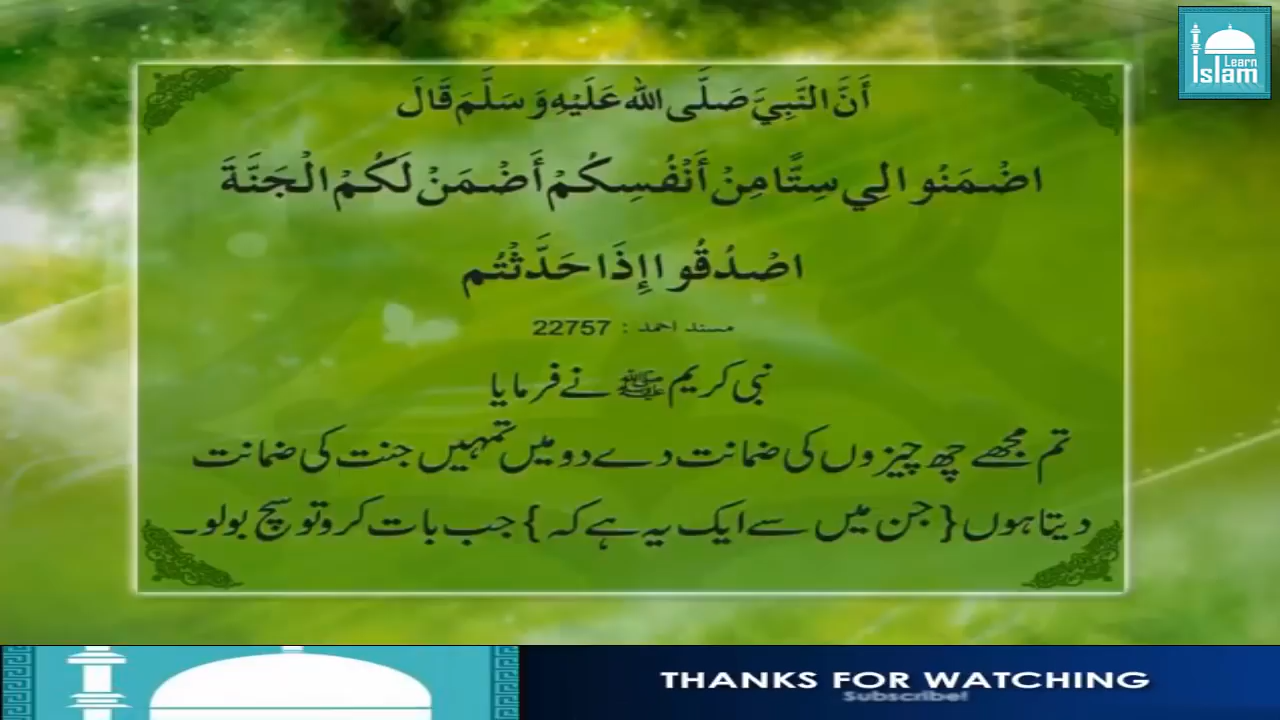 Learn
Islam
أَنَّ النَّبِيَّ صَلَّى اللہ عَلَيْهِ وَسَلَّمَ قَالَ
اضْمَنُوا لِي سِتًّا مِنْ أَنْفُسِكُمْ أَضْمَنْ لَكُمْ الْجَنَّةَ
اصْدُقُوا إِذَا حَدَّثْتُم
مسند احمد : 22757
نبی کریم ﷺ نے فرمایا
تم مجھے چھ چیزوں کی ضمانت دے دو میں تمہیں جنت کی ضمانت
دیتا ہوں { جن میں سے ایک یہ ہے کہ } جب بات کرو تو سچ بولو۔
THANKS FOR WATCHING
Subscribe!